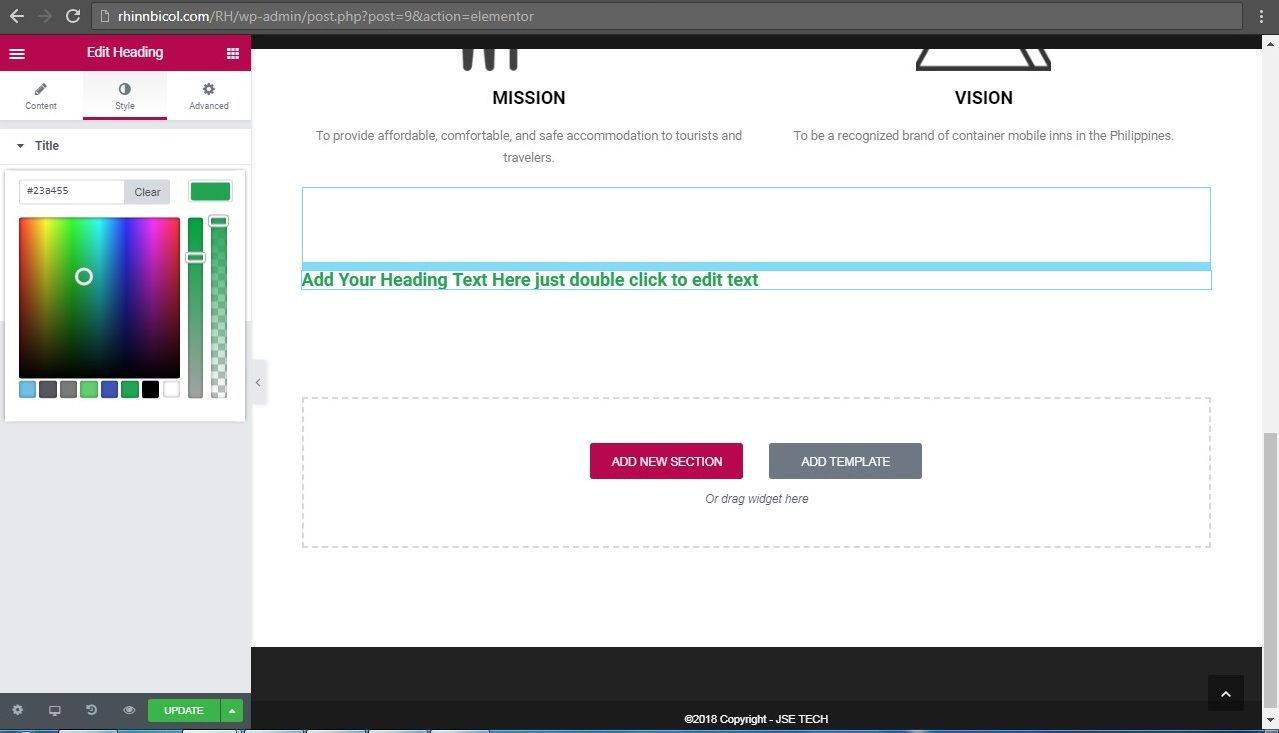 rhinnbicol.com/RH/wp-admin/post.php?post=9&action=elementor
Edit Heading
Content
Style
Advanced
Title
#23a455
Clear
MISSION
To provide affordable, comfortable, and safe accommodation to tourists and
travelers.
VISION
To be a recognized brand of container mobile inns in the Philippines.
Add Your Heading Text Here just double click to edit text
ADD NEW SECTION
ADD TEMPLATE
Or drag widget here
UPDATE
©2018 Copyright - JSE TECH